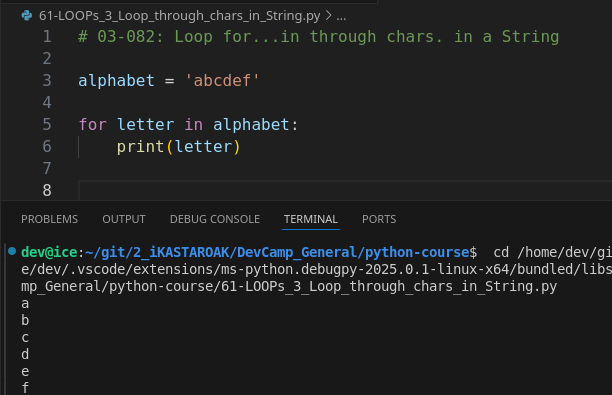 61-LOOPs_3_Loop_through_chars_in_String.py > ...
1 # 03-082: Loop for...in through chars. in a String
2
3 alphabet = 'abcdef'
4
5 for letter in alphabet:
6     print(letter)
7
8
PROBLEMS OUTPUT DEBUG CONSOLE TERMINAL PORTS
dev@ice:~/git/2_iKASTAROAK/DevCamp_General/python-course$ cd /home/dev/gi
e/dev/.vscode/extensions/ms-python.debugpy-2025.0.1-linux-x64/bundled/libs
mp_General/python-course/61-LOOPs_3_Loop_through_chars_in_String.py
a
b
c
d
e
f